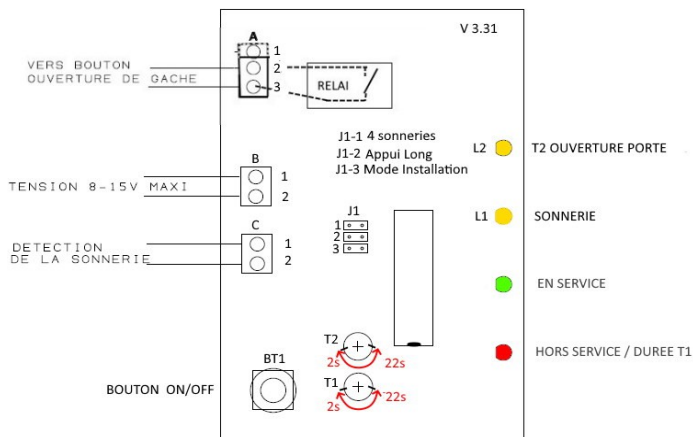 V 3.31
A
1
2
3
VERS BOUTON
OUVERTURE DE GACHE
RELAI
J1-1 4 sonneries
J1-2 Appui Long
J1-3 Mode Installation
L2
T2 OUVERTURE PORTE
B
1
2
TENSION 8-15V MAXI
J1
1
2
3
L1
SONNERIE
C
1
2
DETECTION
DE LA SONNERIE
EN SERVICE
T2
2s
22s
HORS SERVICE / DUREE T1
BT1
T1
2s
22s
BOUTON ON/OFF